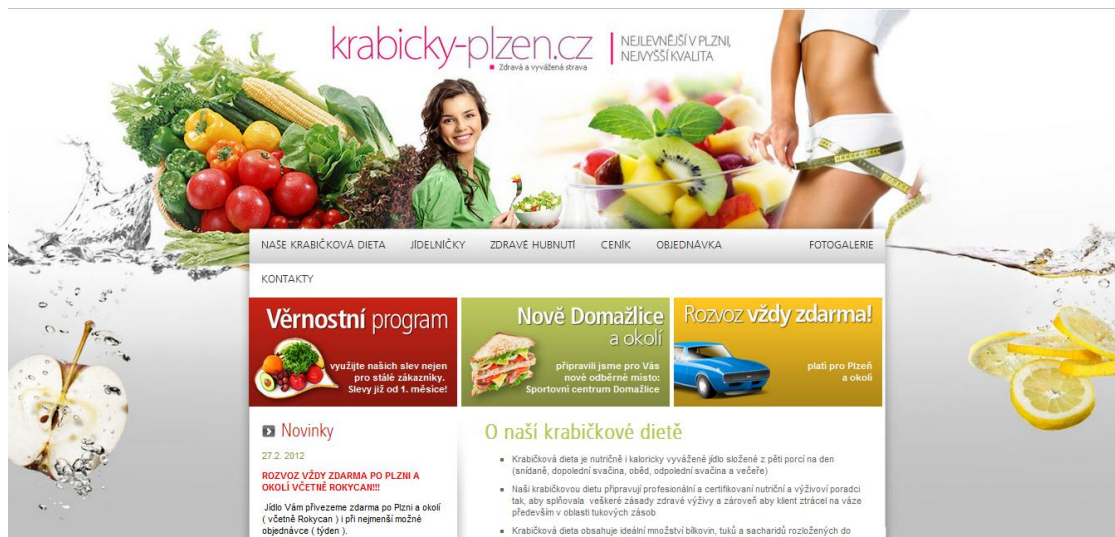 krabicky-plzen.cz
Zdravá a vyvážená strava
NEJLEVNĚJŠÍ V PLZNI,
NEJVYŠŠÍ KVALITA
NAŠE KRABIČKOVÁ DIETA JÍDELNÍČKY ZDRAVÉ HUBNUTÍ CENÍK OBJEDNÁVKA FOTOGALERIE
KONTAKTY
Věrnostní program
využijte našich slev nejen
pro stálé zákazníky.
Slevy již od 1. měsíce!
Nově Domažlice
a okolí
připravili jsme pro Vás
nové odběrné místo:
Sportovní centrum Domažlice
Rozvoz vždy zdarma!
platí pro Plzeň
a okolí
Novinky
27.2. 2012
ROZVOZ VŽDY ZDARMA PO PLZNI A
OKOLÍ VČETNĚ ROKYCAN!!!
Jídlo Vám přivezeme zdarma po Plzni a okolí
( včetně Rokycan ) i při nejmenší možné
objednávce ( týden ).
O naší krabičkové dietě
Krabičková dieta je nutričně i kaloricky vyvážené jídlo složené z pěti porcí na den
(snídaně, dopolední svačina, oběd, odpolední svačina a večeře)
Naši krabičkovou dietu připravují profesionální a certifikovaní nutriční a výživoví poradci
tak, aby splňovala veškeré zásady zdravé výživy a zároveň aby klient ztrácel na váze
především v oblasti tukových zásob
Krabičková dieta obsahuje ideální množství bílkovin, tuků a sacharidů rozložených do